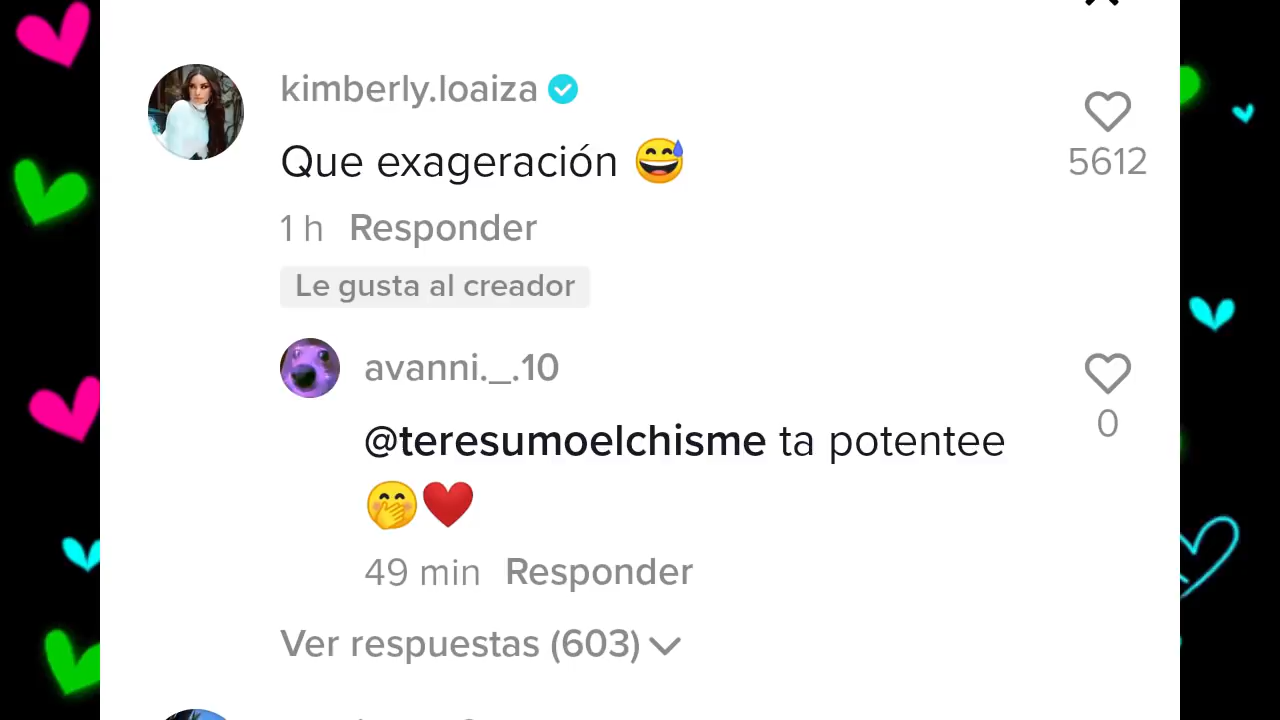 kimberly.loaiza
5612
Que exageración 😅
1 h Responder
Le gusta al creador
avanni._.10
0
@teresumoelchisme ta potentee
🤭❤️
49 min Responder
Ver respuestas (603)